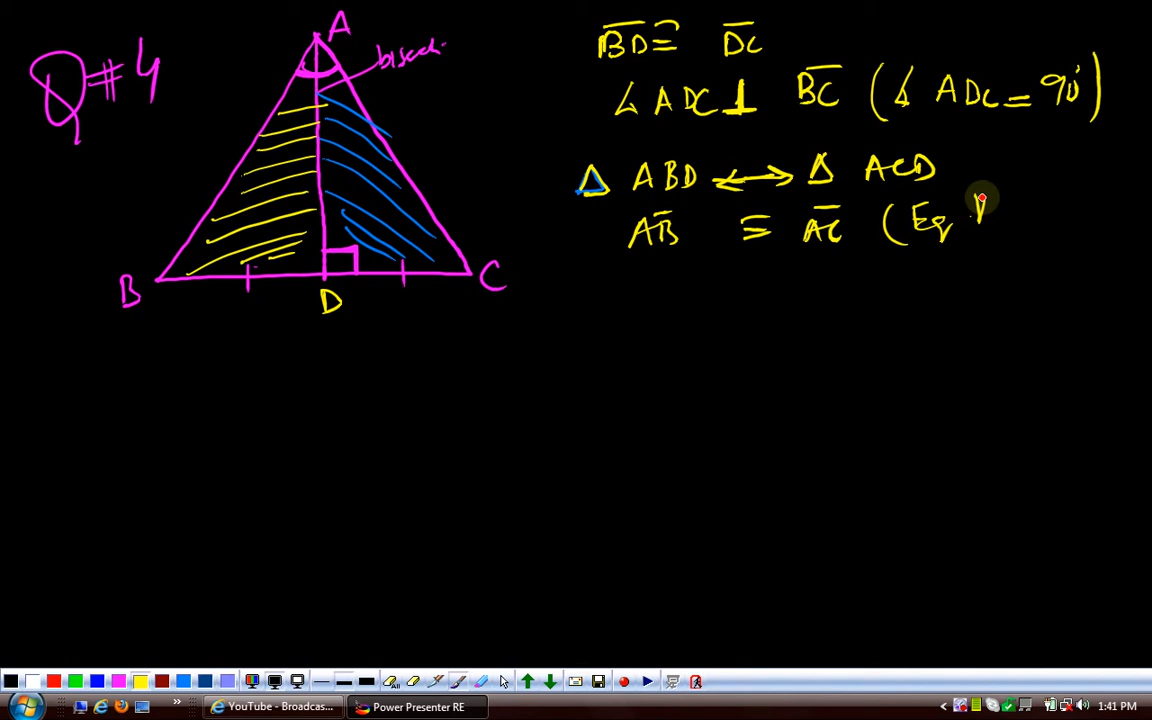 Q#4
A
bisect
B
D
C
BD ≅ DC
∠ADC ⊥ BC (∠ADC = 90°)
Δ ABD ↔ Δ ACD
AB ≅ AC (Eq
YouTube - Broadcas...
Power Presenter RE
1:41 PM